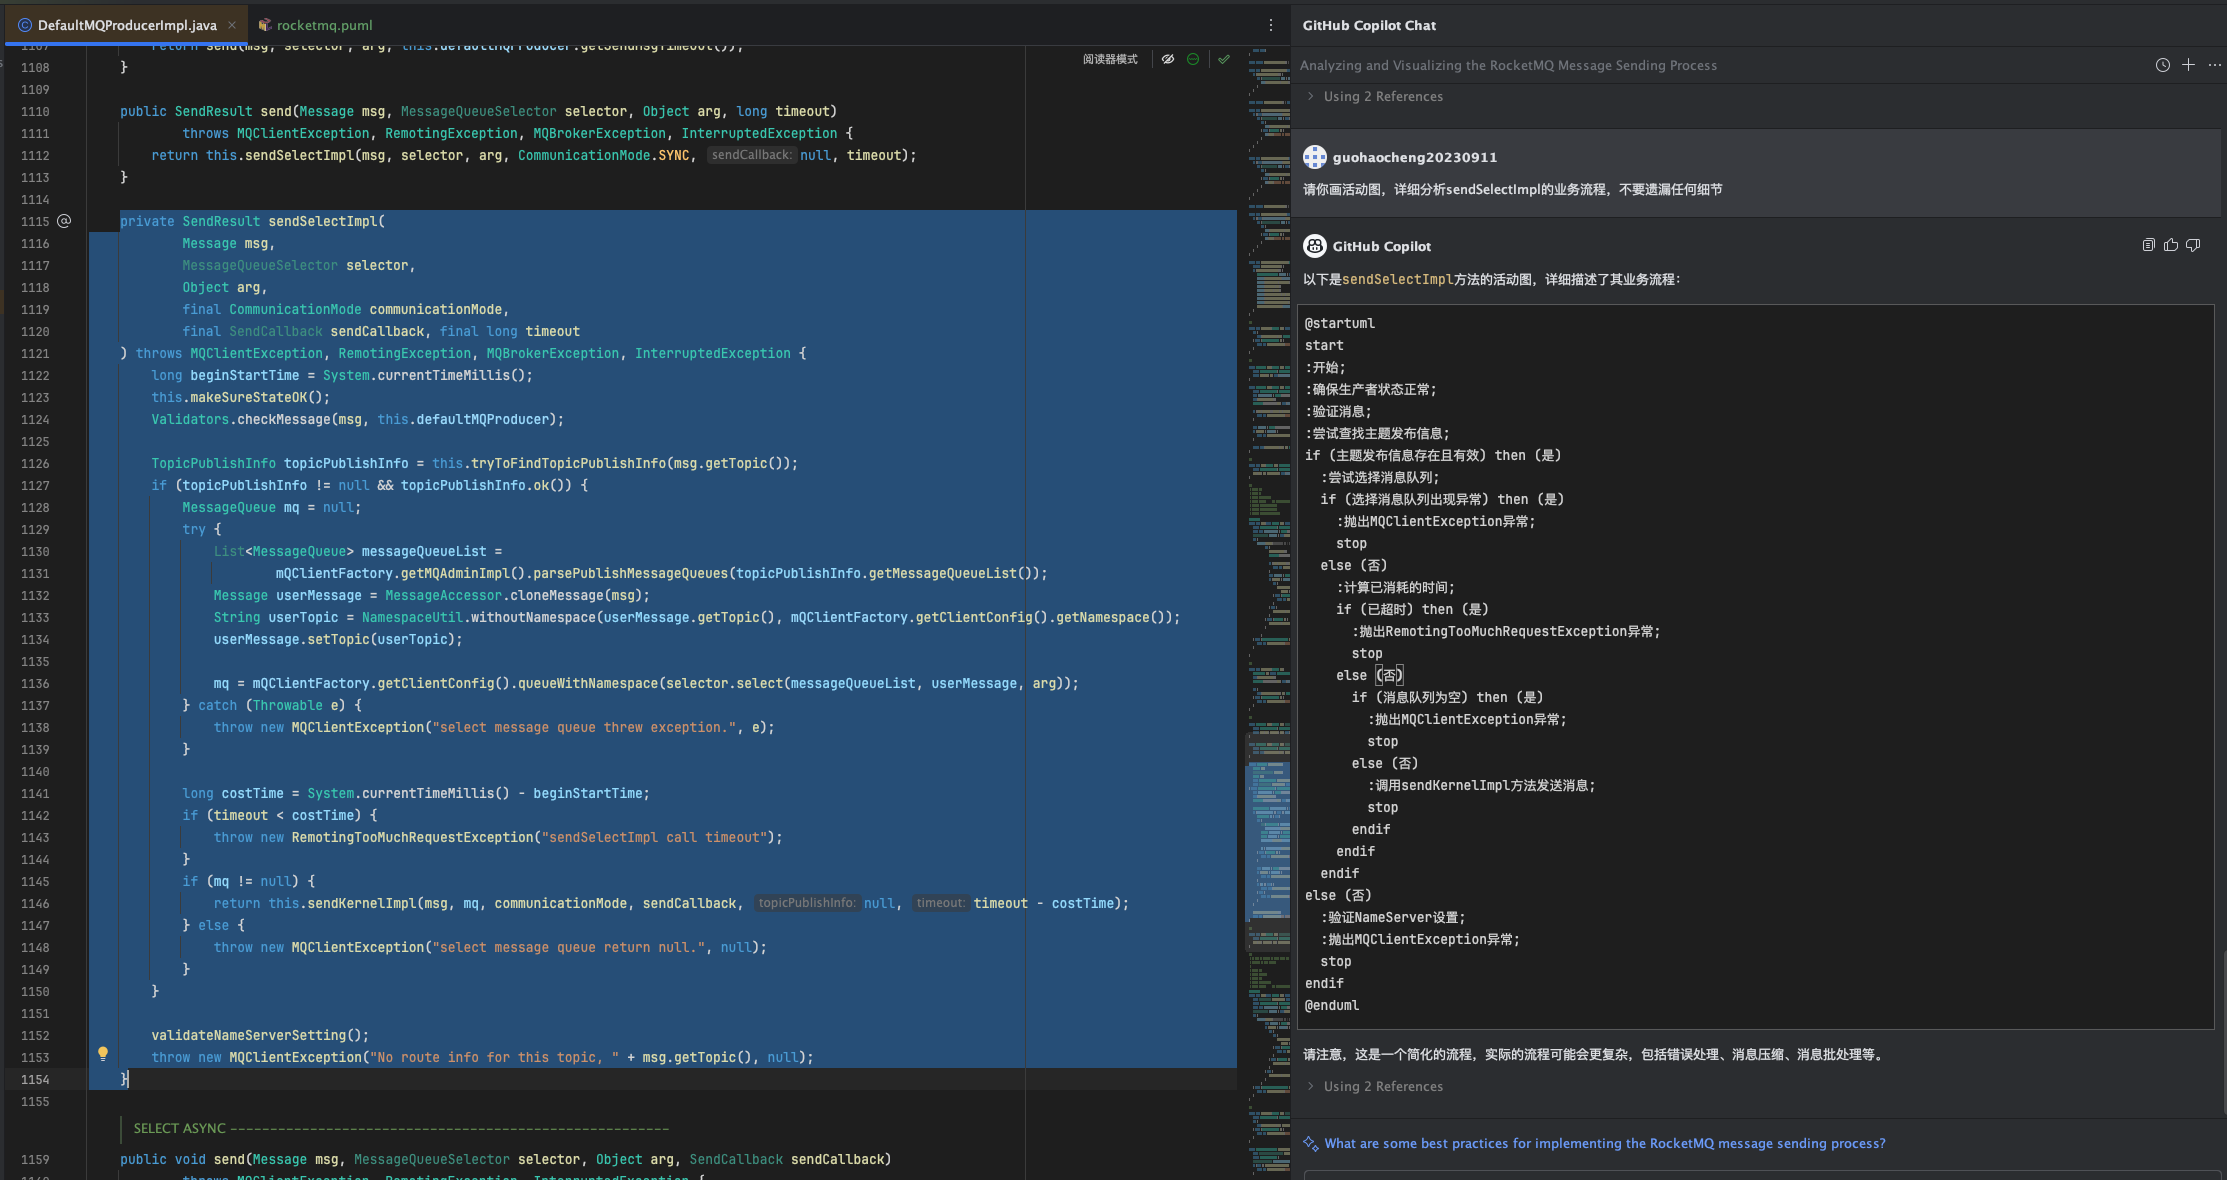 DefaultMQProducerImpl.java
rocketmq.puml
阅读器模式
1108 }
1109
1110 public SendResult send(Message msg, MessageQueueSelector selector, Object arg, long timeout)
1111 throws MQClientException, RemotingException, MQBrokerException, InterruptedException {
1112 return this.sendSelectImpl(msg, selector, arg, CommunicationMode.SYNC, sendCallback: null, timeout);
1113 }
1114
1115 private SendResult sendSelectImpl(
1116 Message msg,
1117 MessageQueueSelector selector,
1118 Object arg,
1119 final CommunicationMode communicationMode,
1120 final SendCallback sendCallback, final long timeout
1121 ) throws MQClientException, RemotingException, MQBrokerException, InterruptedException {
1122 long beginStartTime = System.currentTimeMillis();
1123 this.makeSureStateOK();
1124 Validators.checkMessage(msg, this.defaultMQProducer);
1125
1126 TopicPublishInfo topicPublishInfo = this.tryToFindTopicPublishInfo(msg.getTopic());
1127 if (topicPublishInfo != null && topicPublishInfo.ok()) {
1128 MessageQueue mq = null;
1129 try {
1130 List<MessageQueue> messageQueueList =
1131 mQClientFactory.getMQAdminImpl().parsePublishMessageQueues(topicPublishInfo.getMessageQueueList());
1132 Message userMessage = MessageAccessor.cloneMessage(msg);
1133 String userTopic = NamespaceUtil.withoutNamespace(userMessage.getTopic(), mQClientFactory.getClientConfig().getNamespace());
1134 userMessage.setTopic(userTopic);
1135
1136 mq = mQClientFactory.getClientConfig().queueWithNamespace(selector.select(messageQueueList, userMessage, arg));
1137 } catch (Throwable e) {
1138 throw new MQClientException("select message queue threw exception.", e);
1139 }
1140
1141 long costTime = System.currentTimeMillis() - beginStartTime;
1142 if (timeout < costTime) {
1143 throw new RemotingTooMuchRequestException("sendSelectImpl call timeout");
1144 }
1145 if (mq != null) {
1146 return this.sendKernelImpl(msg, mq, communicationMode, sendCallback, topicPublishInfo: null, timeout: timeout - costTime);
1147 } else {
1148 throw new MQClientException("select message queue return null.", null);
1149 }
1150 }
1151
1152 validateNameServerSetting();
1153 throw new MQClientException("No route info for this topic, " + msg.getTopic(), null);
1154 }
1155
SELECT ASYNC -------------------------------------------------------
1159 public void send(Message msg, MessageQueueSelector selector, Object arg, SendCallback sendCallback)
GitHub Copilot Chat
Analyzing and Visualizing the RocketMQ Message Sending Process
Using 2 References
guohaocheng20230911
请你画活动图，详细分析sendSelectImpl的业务流程，不要遗漏任何细节
GitHub Copilot
以下是sendSelectImpl方法的活动图，详细描述了其业务流程：
@startuml
start
:开始;
:确保生产者状态正常;
:验证消息;
:尝试查找主题发布信息;
if (主题发布信息存在且有效) then (是)
:尝试选择消息队列;
if (选择消息队列出现异常) then (是)
:抛出MQClientException异常;
stop
else (否)
:计算已消耗的时间;
if (已超时) then (是)
:抛出RemotingTooMuchRequestException异常;
stop
else (否)
if (消息队列为空) then (是)
:抛出MQClientException异常;
stop
else (否)
:调用sendKernelImpl方法发送消息;
stop
endif
endif
endif
else (否)
:验证NameServer设置;
:抛出MQClientException异常;
stop
endif
@enduml
请注意，这是一个简化的流程，实际的流程可能会更复杂，包括错误处理、消息压缩、消息批处理等。
Using 2 References
What are some best practices for implementing the RocketMQ message sending process?